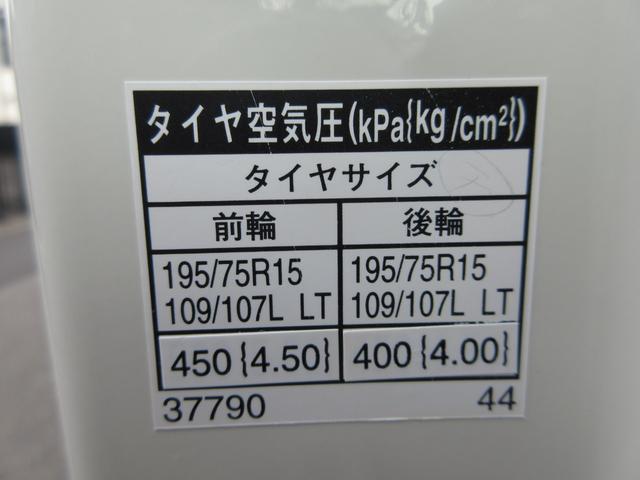 タイヤ空気圧(kPa{kg/cm²})
タイヤサイズ
前輪 後輪
195/75R15 195/75R15
109/107L LT 109/107L LT
450{4.50} 400{4.00}
37790 44